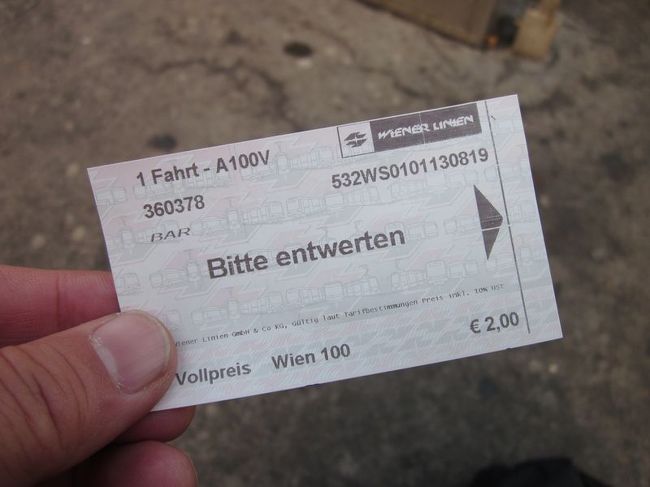 WIENER LINIEN
1 Fahrt - A100V
360378
532WS0101130819
BAR
Bitte entwerten
Wiener Linien GmbH & Co KG, Gültig laut Tarifbestimmungen Preis inkl. 10% USt
€ 2,00
Vollpreis Wien 100